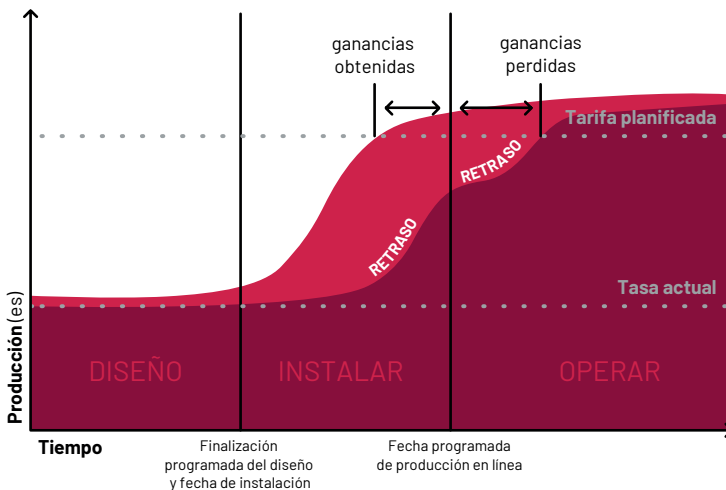 ganancias
obtenidas
ganancias
perdidas
Tarifa planificada
RETRASO
RETRASO
Tasa actual
Producción (es)
DISEÑO
INSTALAR
OPERAR
Tiempo
Finalización
programada del diseño
y fecha de instalación
Fecha programada
de producción en línea